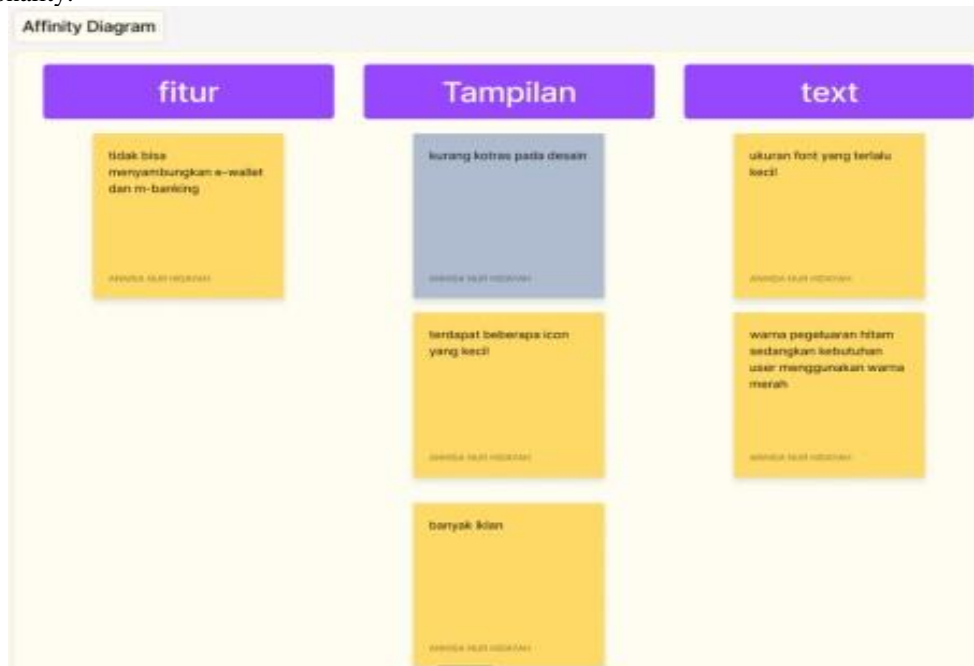 Affinity Diagram
fitur
Tampilan
text
tidak bisa
menyambungkan e-wallet
dan m-banking
kurang kotras pada desain
terdapat beberapa icon
yang kecil
banyak iklan
ukuran font yang terlalu
kecil
warna pegeluaran hitam
sedangkan kebutuhan
user menggunakan warna
merah